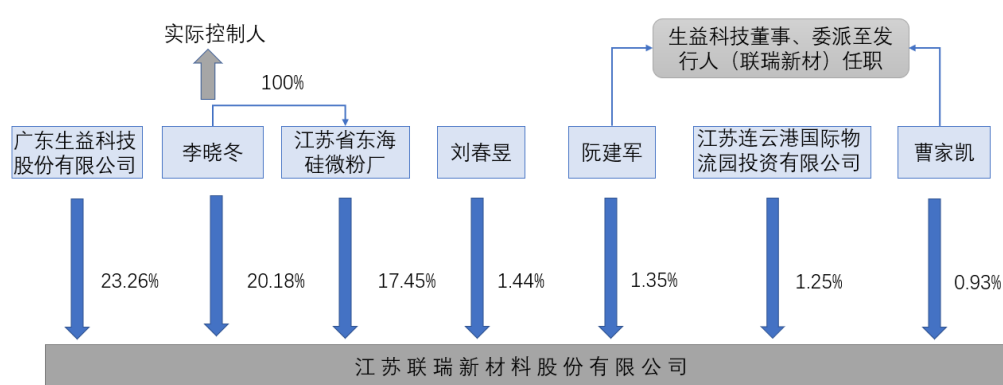 实际控制人
生益科技董事、委派至发
行人（联瑞新材）任职
100%
广东生益科技
股份有限公司
李晓冬
江苏省东海
硅微粉厂
刘春昱
阮建军
江苏连云港国际物
流园投资有限公司
曹家凯
23.26%
20.18%
17.45%
1.44%
1.35%
1.25%
0.93%
江苏联瑞新材料股份有限公司